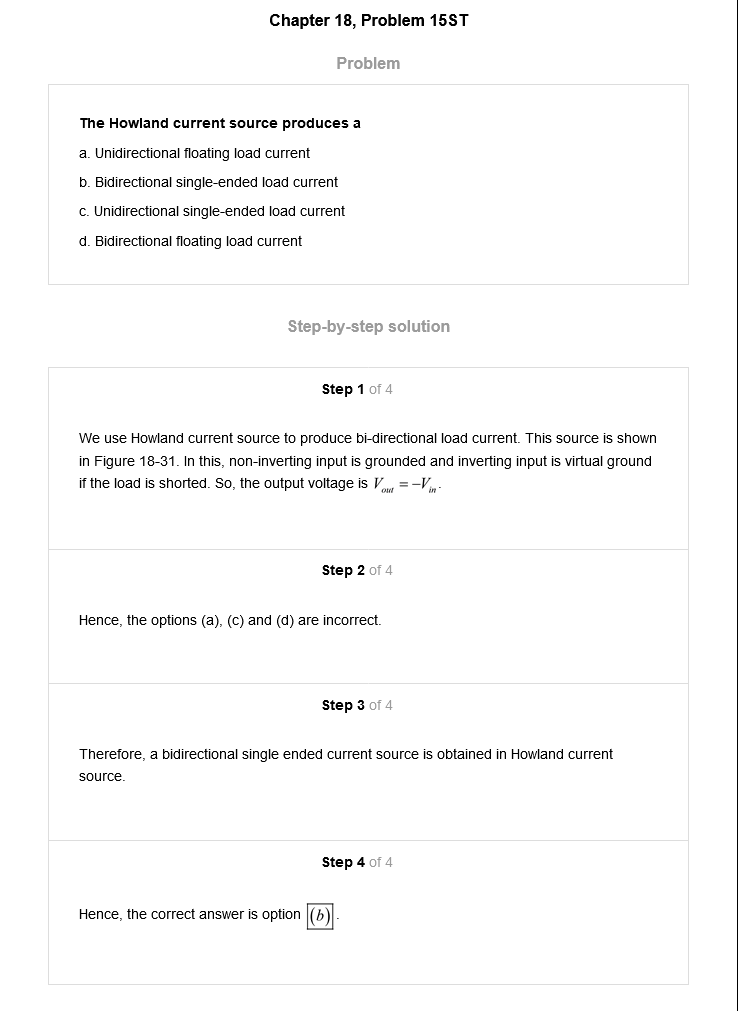 Chapter 18, Problem 15ST
Problem
The Howland current source produces a
a. Unidirectional floating load current
b. Bidirectional single-ended load current
c. Unidirectional single-ended load current
d. Bidirectional floating load current
Step-by-step solution
Step 1 of 4
We use Howland current source to produce bi-directional load current. This source is shown
in Figure 18-31. In this, non-inverting input is grounded and inverting input is virtual ground
if the load is shorted. So, the output voltage is V_out = −V_in.
Step 2 of 4
Hence, the options (a), (c) and (d) are incorrect.
Step 3 of 4
Therefore, a bidirectional single ended current source is obtained in Howland current
source.
Step 4 of 4
Hence, the correct answer is option (b).